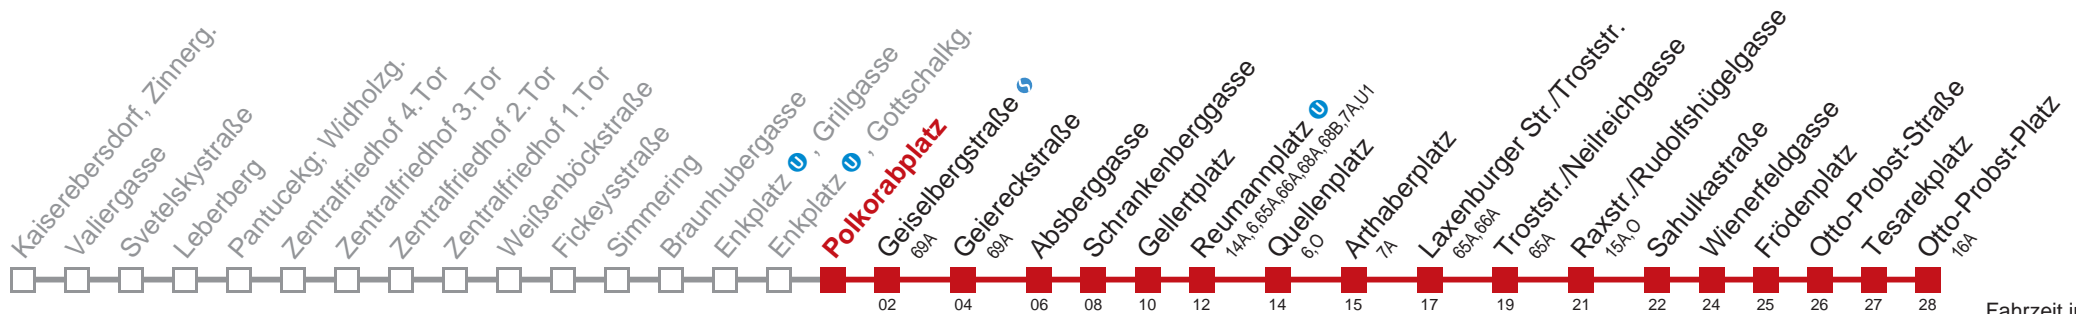 Kaiserebersdorf, Zinnerg.
Valiergasse
Svetelskystraße
Leberberg
Pantucekg; Widholzg.
Zentralfriedhof 4.Tor
Zentralfriedhof 3.Tor
Zentralfriedhof 2.Tor
Zentralfriedhof 1.Tor
Weißenböckstraße
Fickeysstraße
Simmering
Braunhubergasse
Enkplatz U , Grillgasse
Enkplatz U , Gottschalkg.
Polkorabplatz
Geiselbergstraße
69A
Geiereckstraße
69A
Absberggasse
Schrankenberggasse
Gellertplatz
Reumannplatz U
14A,6,65A,66A,68A,68B,7A,U1
Quellenplatz
6,O
Arthaberplatz
7A
Laxenburger Str./Troststr.
65A,66A
Troststr./Neilreichgasse
65A
Raxstr./Rudolfshügelgasse
15A,O
Sahulkastraße
Wienerfeldgasse
Frödenplatz
Otto-Probst-Straße
Tesarekplatz
Otto-Probst-Platz
16A
02 04 06 08 10 12 14 15 17 19 21 22 24 25 26 27 28
Fahrzeit i